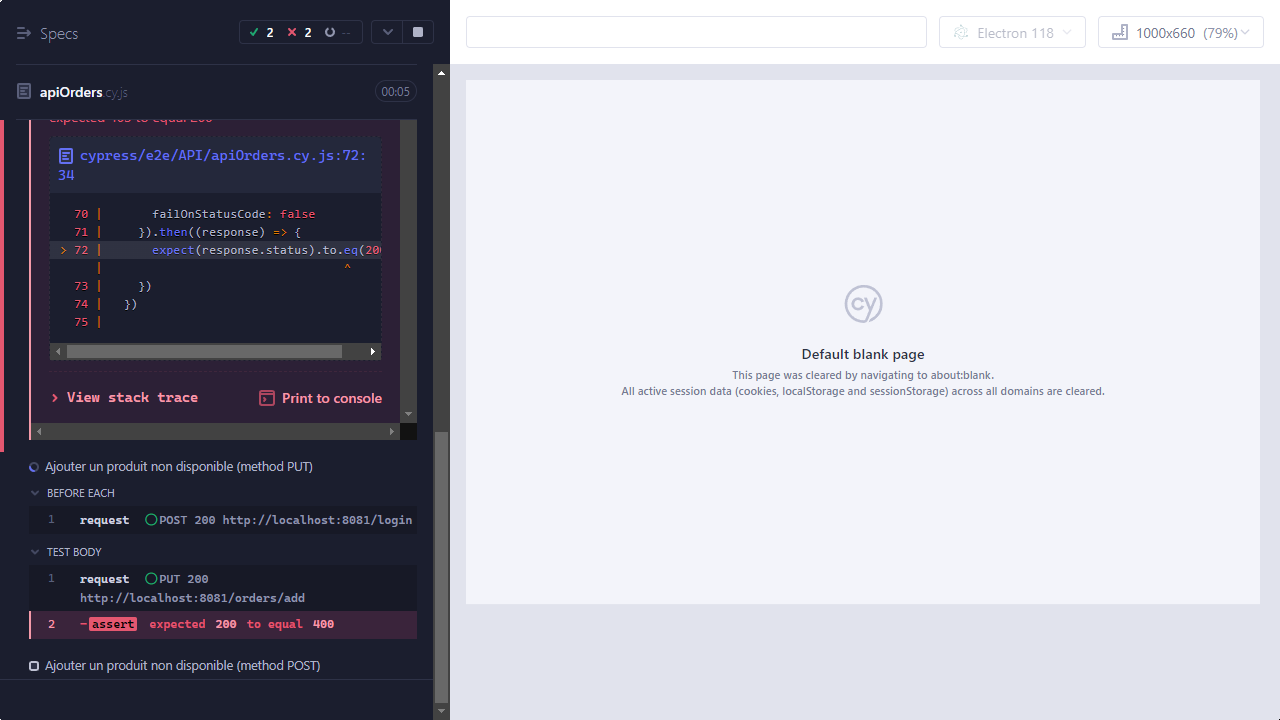 Specs
2
2
--
Electron 118
1000x660 (79%)
apiOrders.cy.js
00:05
expected 405 to equal 200
cypress/e2e/API/apiOrders.cy.js:72:
34
70 | failOnStatusCode: false
71 | }).then((response) => {
> 72 | expect(response.status).to.eq(200
| ^
73 | })
74 | })
75 |
> View stack trace
Print to console
Ajouter un produit non disponible (method PUT)
BEFORE EACH
1 request POST 200 http://localhost:8081/login
TEST BODY
1 request PUT 200
http://localhost:8081/orders/add
2 -assert expected 200 to equal 400
Ajouter un produit non disponible (method POST)
cy
Default blank page
This page was cleared by navigating to about:blank.
All active session data (cookies, localStorage and sessionStorage) across all domains are cleared.